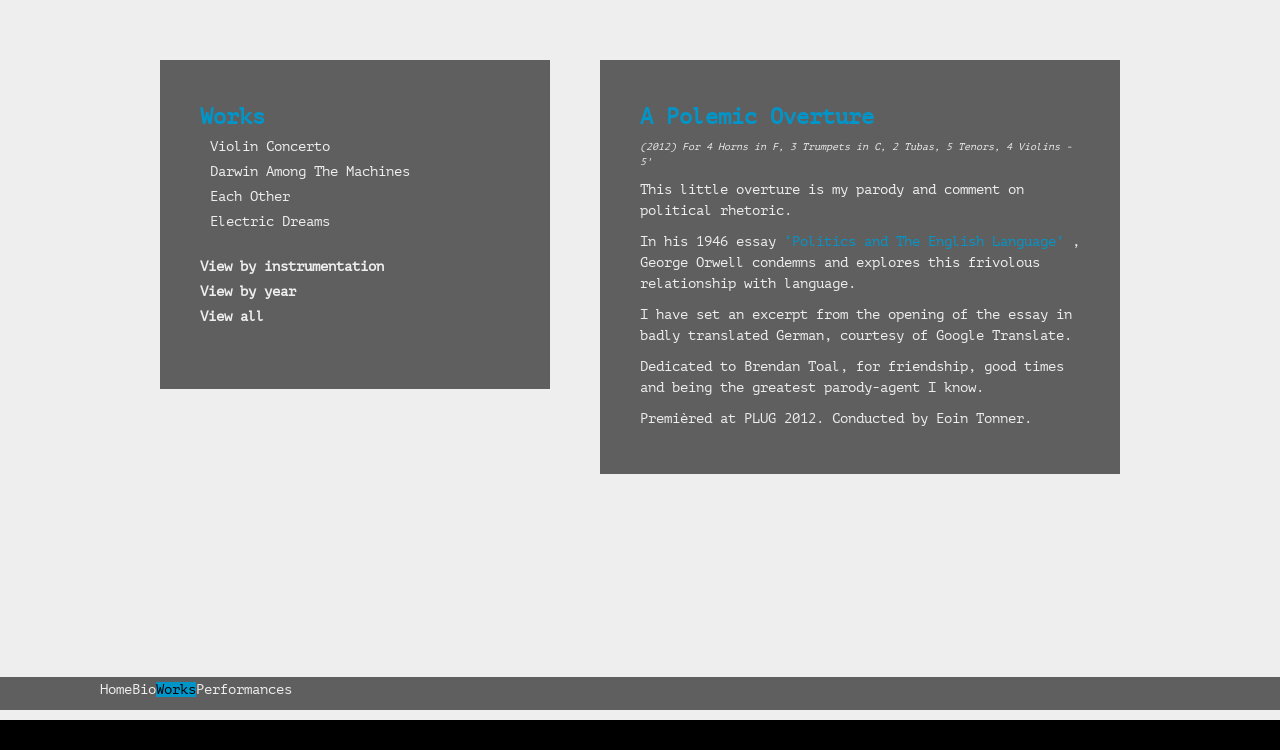 Works
Violin Concerto
Darwin Among The Machines
Each Other
Electric Dreams
View by instrumentation
View by year
View all
A Polemic Overture
(2012) For 4 Horns in F, 3 Trumpets in C, 2 Tubas, 5 Tenors, 4 Violins -
5'
This little overture is my parody and comment on
political rhetoric.
In his 1946 essay 'Politics and The English Language' ,
George Orwell condemns and explores this frivolous
relationship with language.
I have set an excerpt from the opening of the essay in
badly translated German, courtesy of Google Translate.
Dedicated to Brendan Toal, for friendship, good times
and being the greatest parody-agent I know.
Premièred at PLUG 2012. Conducted by Eoin Tonner.
HomeBioWorksPerformances